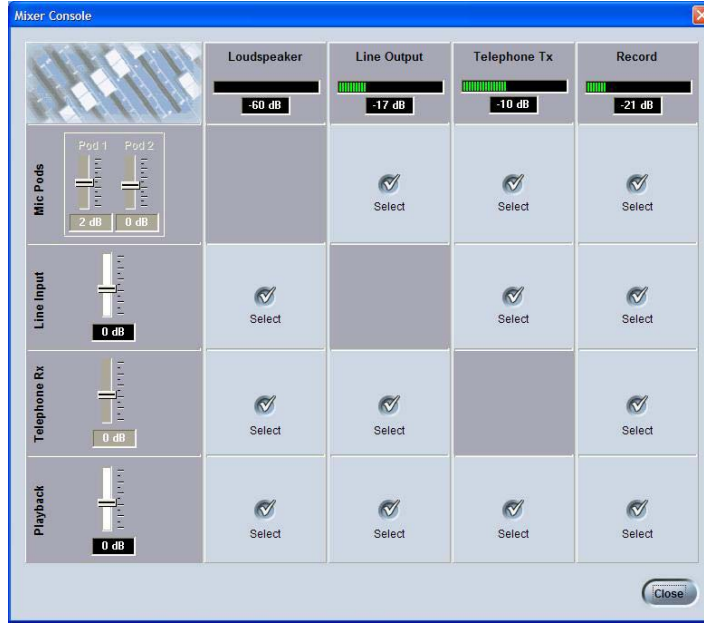 Mixer Console
Loudspeaker Line Output Telephone Tx Record
-60 dB -17 dB -10 dB -21 dB
Mic Pods
Pod 1 Pod 2
2 dB 0 dB
Select Select Select
Line Input
0 dB
Select Select Select
Telephone Rx
0 dB
Select Select Select
Playback
0 dB
Select Select Select Select
Close